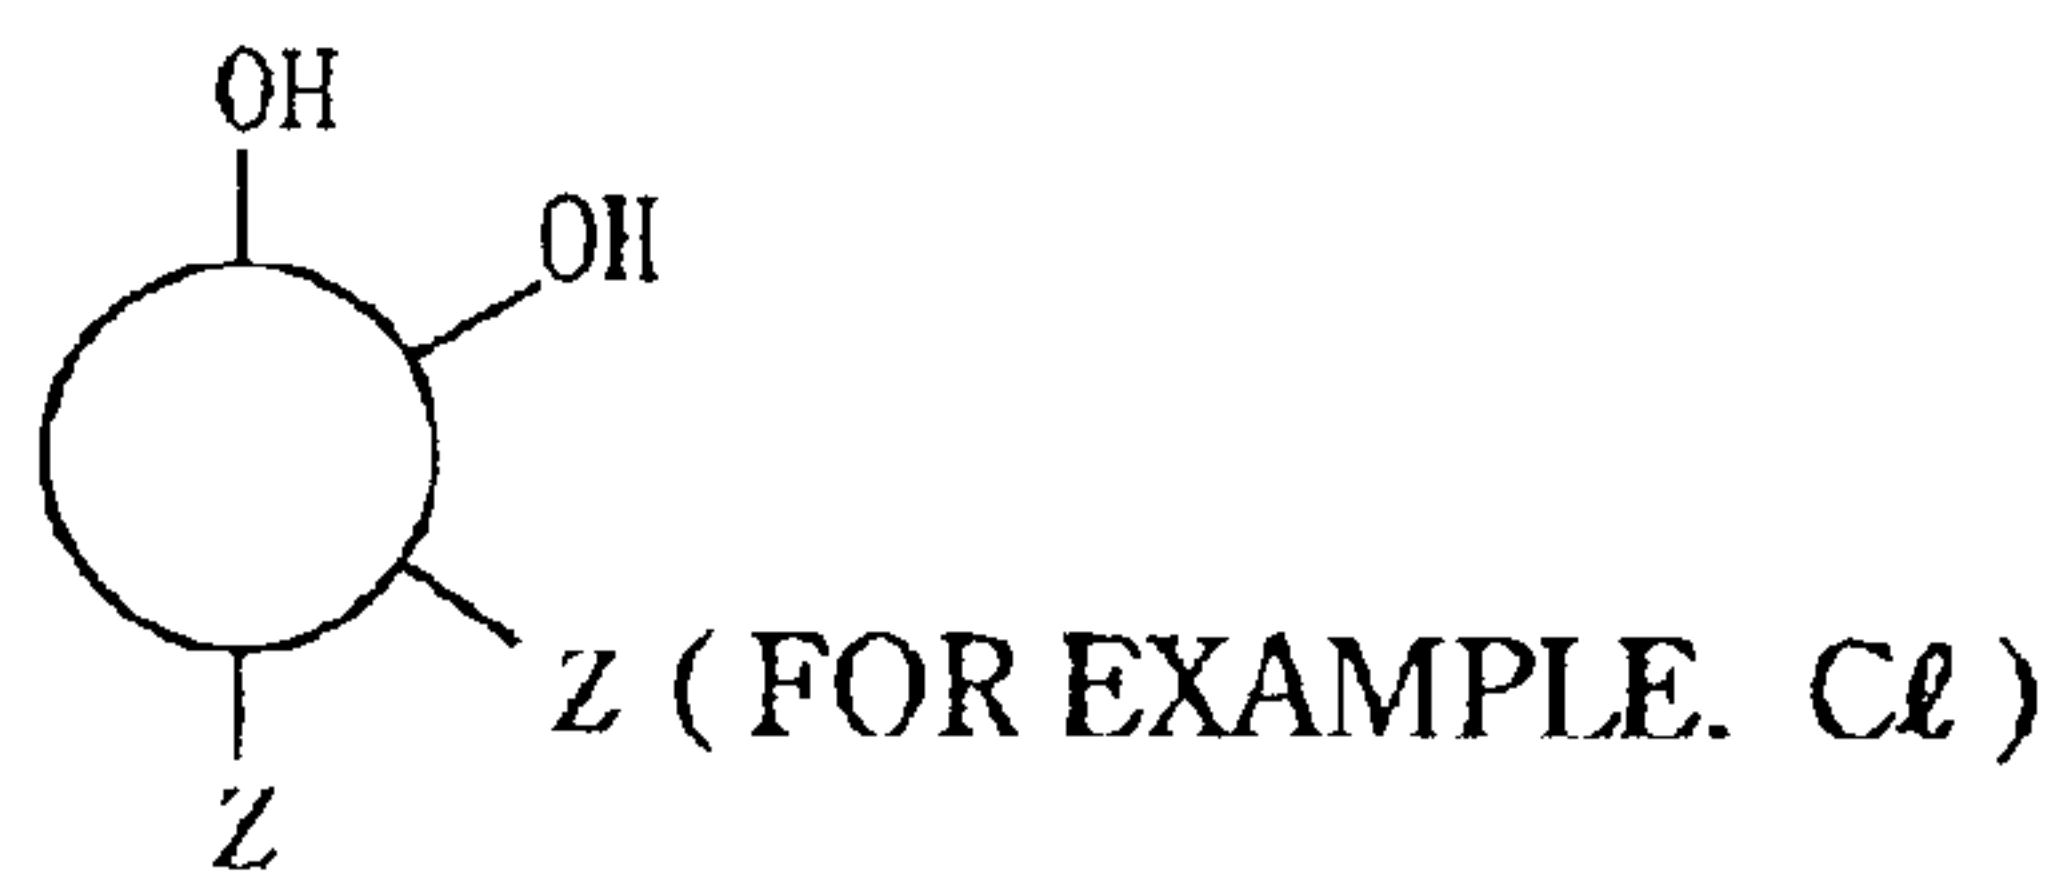 OH
OH
Z (FOR EXAMPLE. Cℓ)
Z